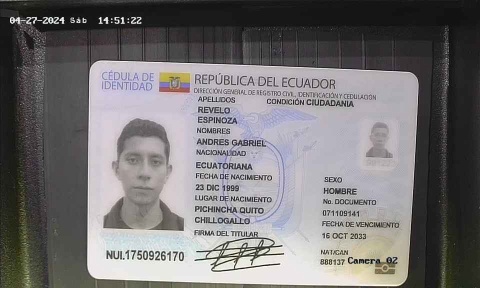 04-27-2024 Sáb 14:51:22
CÉDULA DE IDENTIDAD
REPÚBLICA DEL ECUADOR
DIRECCIÓN GENERAL DE REGISTRO CIVIL, IDENTIFICACIÓN Y CEDULACIÓN
APELLIDOS
CONDICIÓN CIUDADANÍA
REVELO
ESPINOZA
NOMBRES
ANDRES GABRIEL
NACIONALIDAD
ECUATORIANA
FECHA DE NACIMIENTO
23 DIC 1999
LUGAR DE NACIMIENTO
PICHINCHA QUITO
CHILLOGALLO
FIRMA DEL TITULAR
SEXO
HOMBRE
No. DOCUMENTO
071109141
FECHA DE VENCIMIENTO
16 OCT 2033
NAT/CAN
888137
NUI.1750926170
Camera 02